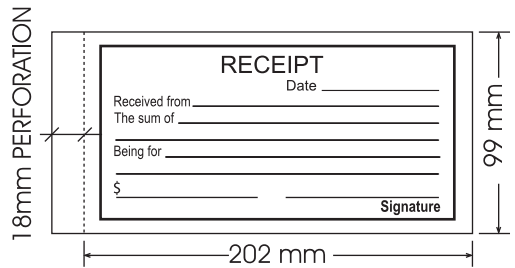 RECEIPT
Date
Received from
The sum of
Being for
$
Signature
18mm PERFORATION
99 mm
202 mm